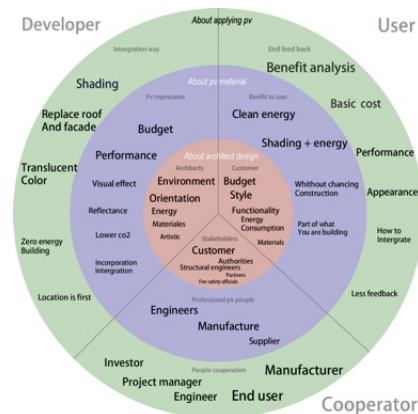 Developer
User
About applying pv
Intergration way
End feed back
Benefit analysis
Shading
About pv meterial
Pv impression
Benefit to user
Basic cost
Replace roof
And facade
Budget
Clean energy
Shading + energy
Performance
Performance
About architect design
Translucent
Color
Architects
Customer
Visual effect
Environment
Budget
Whithout chancing
Construction
Appearance
Orientation
Style
Reflectance
Energy
Functionality
Part of what
You are building
How to
Intergrate
Materiales
Energy
Consumption
Zero energy
Building
Lower co2
Artistic
Stakeholders
Materials
Customer
Incorporation
Intergration
Authorities
Structural engineers
Partners
Fire safety officials
Location is first
Less feedback
Professional pv people
Engineers
Manufacture
Supplier
People cooperation
Investor
Manufacturer
Project manager
Engineer
End user
Cooperator